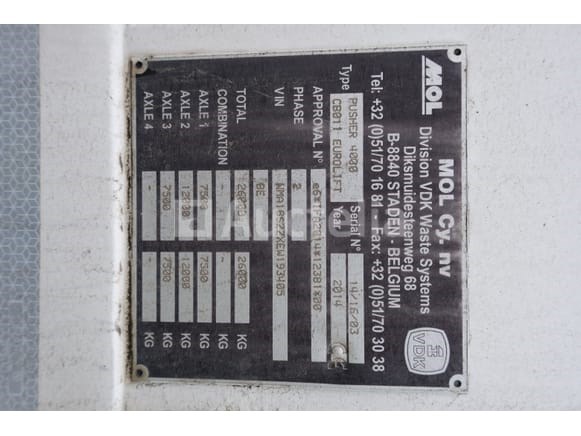 MOL
MOL Cy. nv
Division VDK Waste Systems
Diksmuidesteenweg 68
B-8840 STADEN - BELGIUM
Tel: +32 (0)51/70 16 81 - Fax: +32 (0)51/70 30 38
VDK
Type PUSHER 4000 Serial N° 14/16/03
CB011 EUROLIFT Year 2014
APPROVAL N°
PHASE 2
VIN WMA18S2ZXEW193405
BE
TOTAL 26000 26000 KG
COMBINATION - - KG
AXLE 1 7500 7500 KG
AXLE 2 12000 12000 KG
AXLE 3 7500 7500 KG
AXLE 4 - - KG